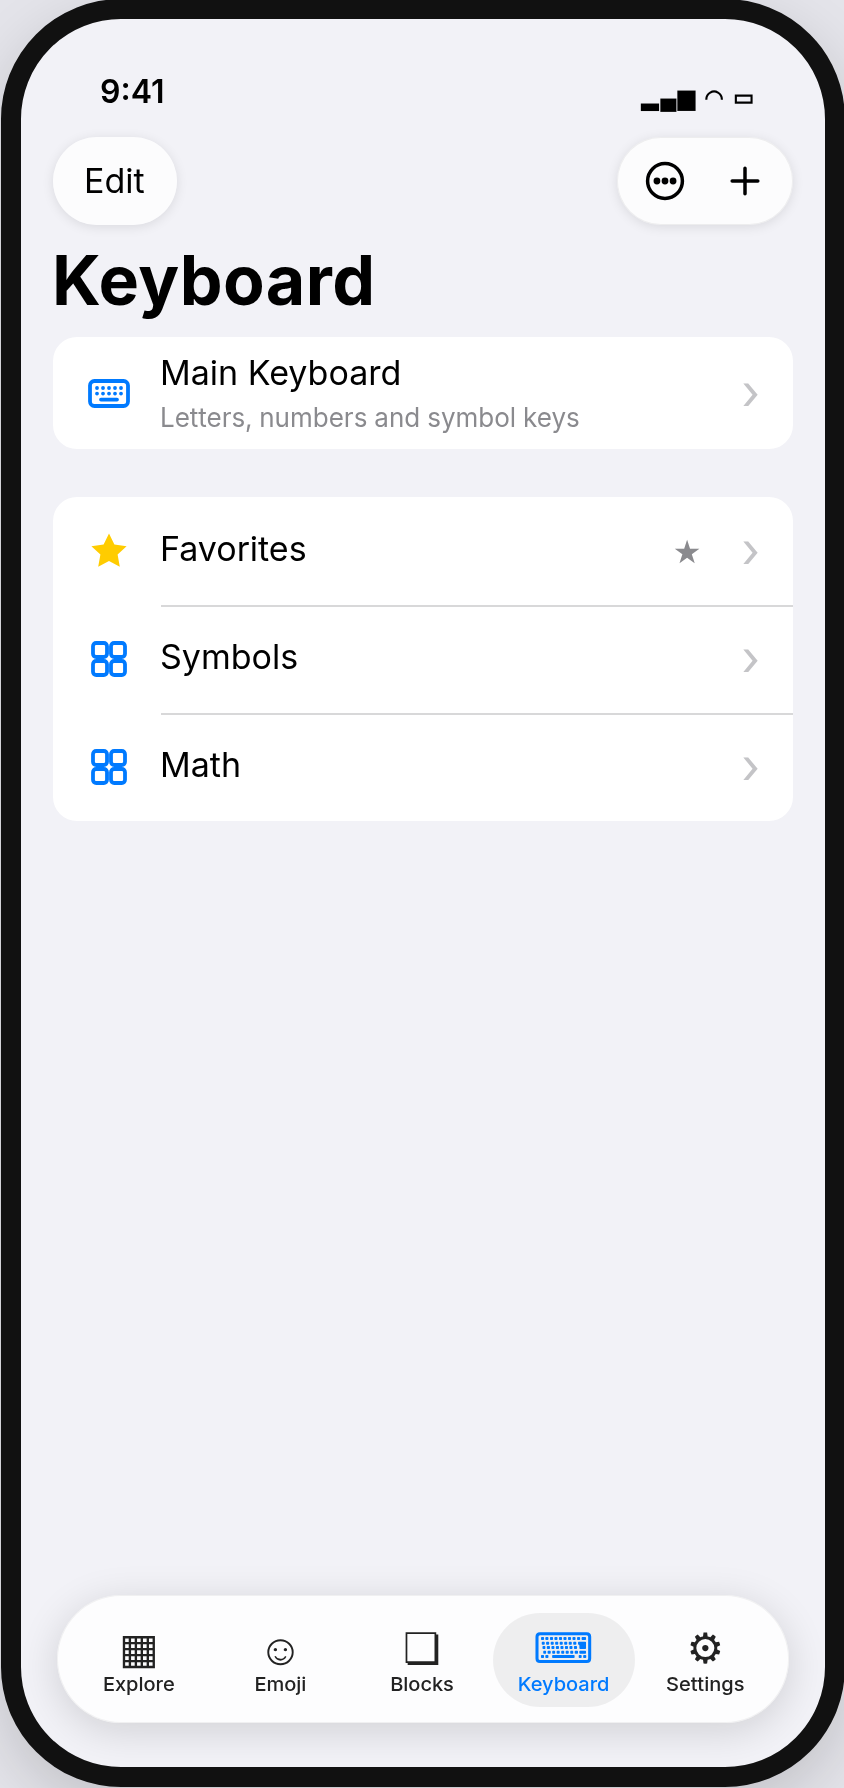 9:41
Edit
Keyboard
Main Keyboard
Letters, numbers and symbol keys
Favorites
Symbols
Math
Explore
Emoji
Blocks
Keyboard
Settings